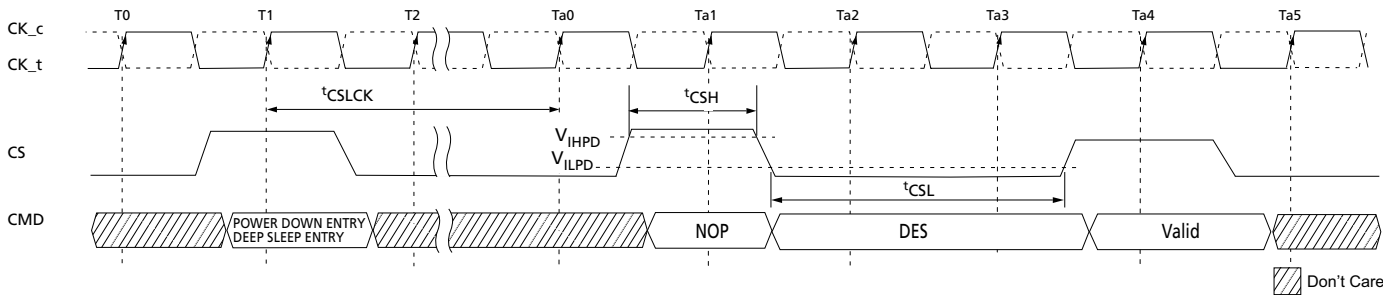 T0 T1 T2 Ta0 Ta1 Ta2 Ta3 Ta4 Ta5
CK_c
CK_t
tCSLCK
tCSH
VIHPD
CS
VILPD
tCSL
CMD
POWER DOWN ENTRY
DEEP SLEEP ENTRY
NOP
DES
Valid
Don't Care